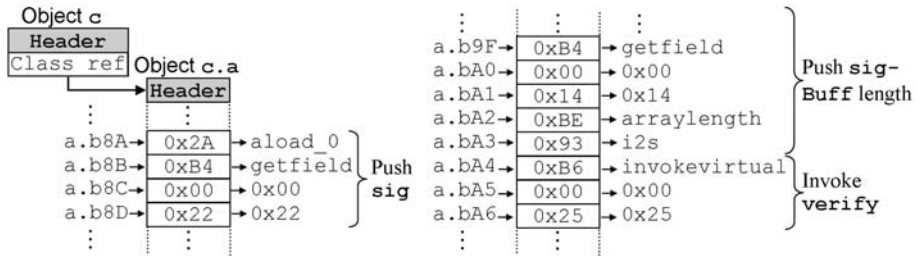 Object c
Header
Class ref
Object c.a
Header
a.b8A 0x2A aload_0
a.b8B 0xB4 getfield
a.b8C 0x00 0x00
a.b8D 0x22 0x22
Push
sig
a.b9F 0xB4 getfield
a.bA0 0x00 0x00
a.bA1 0x14 0x14
a.bA2 0xBE arraylength
a.bA3 0x93 i2s
a.bA4 0xB6 invokevirtual
a.bA5 0x00 0x00
a.bA6 0x25 0x25
Push sig-
Buff length
Invoke
verify